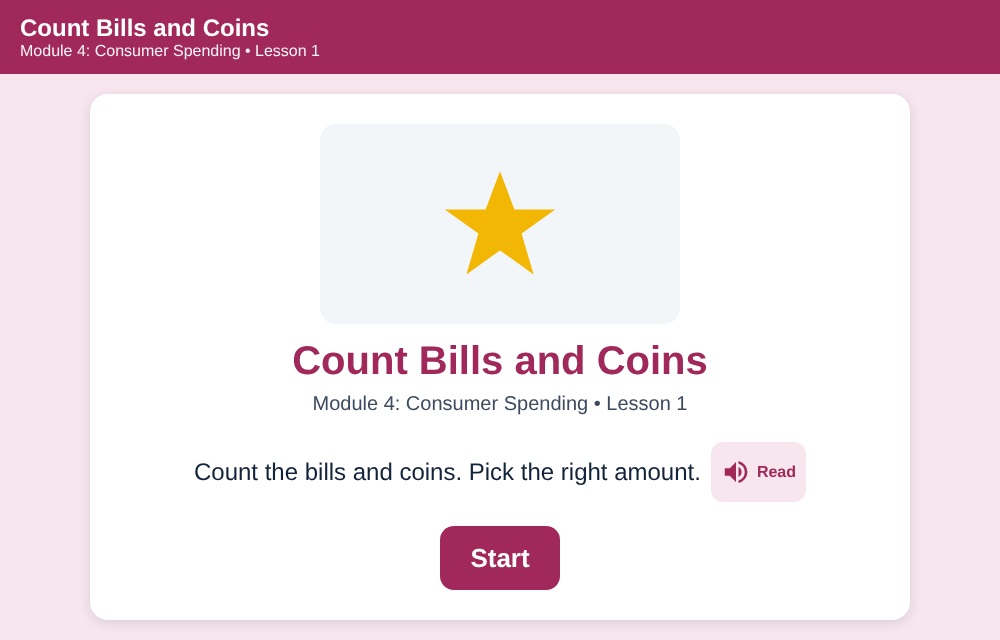 Count Bills and Coins
Module 4: Consumer Spending • Lesson 1
Count Bills and Coins
Module 4: Consumer Spending • Lesson 1
Count the bills and coins. Pick the right amount.
Read
Start